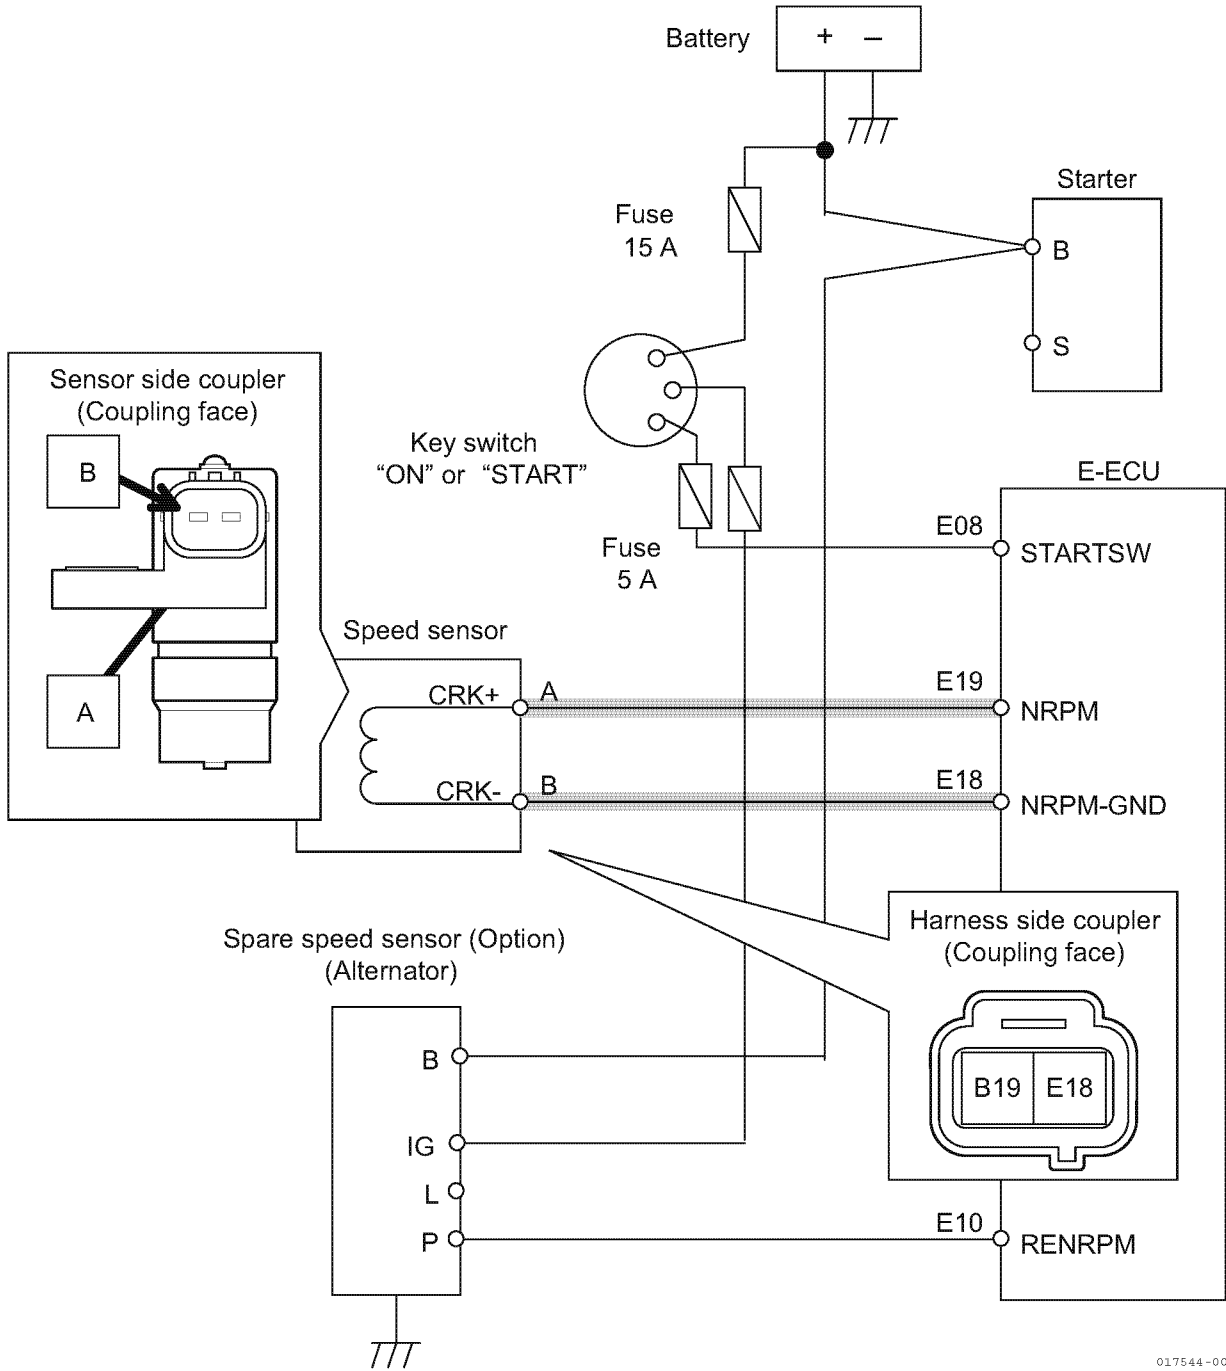 Battery
+ –
Starter
Fuse
15 A
B
S
Sensor side coupler
(Coupling face)
B
A
Key switch
“ON” or “START”
Fuse
5 A
E-ECU
E08
STARTSW
Speed sensor
CRK+
A
E19
NRPM
CRK-
B
E18
NRPM-GND
Harness side coupler
(Coupling face)
B19 E18
Spare speed sensor (Option)
(Alternator)
B
IG
L
P
E10
RENRPM